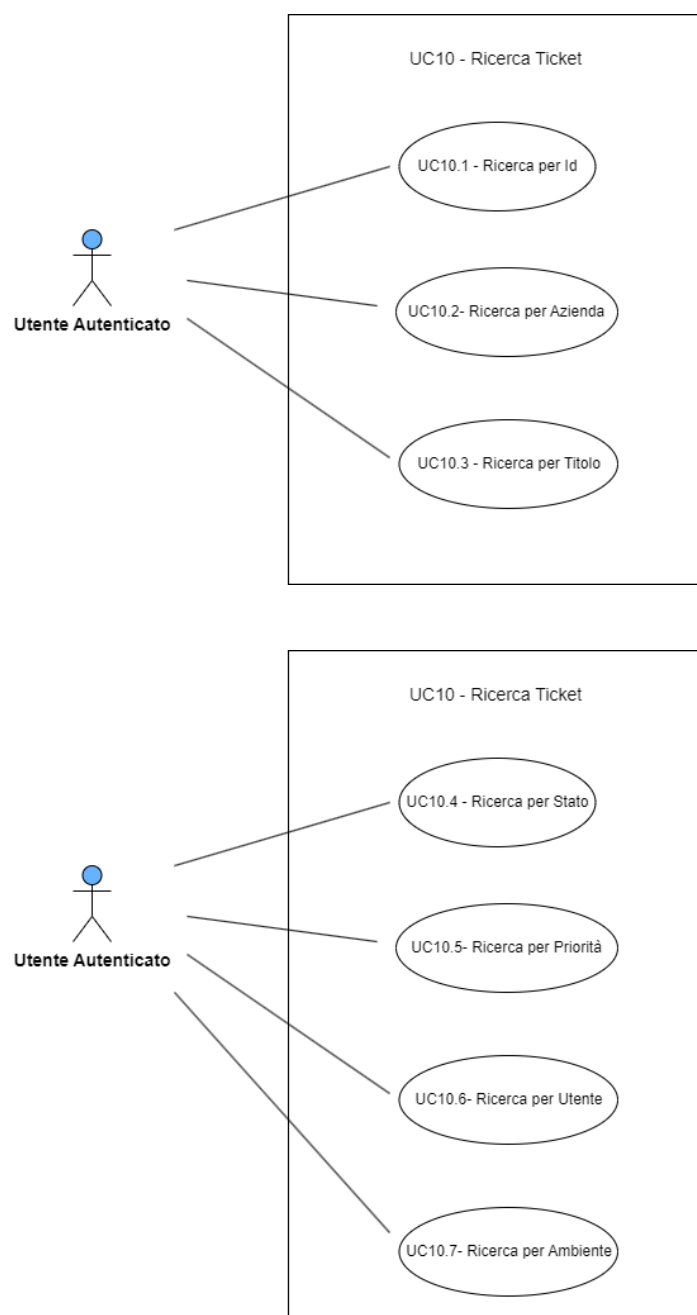 UC10 - Ricerca Ticket
UC10.1 - Ricerca per Id
UC10.2- Ricerca per Azienda
Utente Autenticato
UC10.3 - Ricerca per Titolo
UC10 - Ricerca Ticket
UC10.4 - Ricerca per Stato
UC10.5- Ricerca per Priorità
Utente Autenticato
UC10.6- Ricerca per Utente
UC10.7- Ricerca per Ambiente